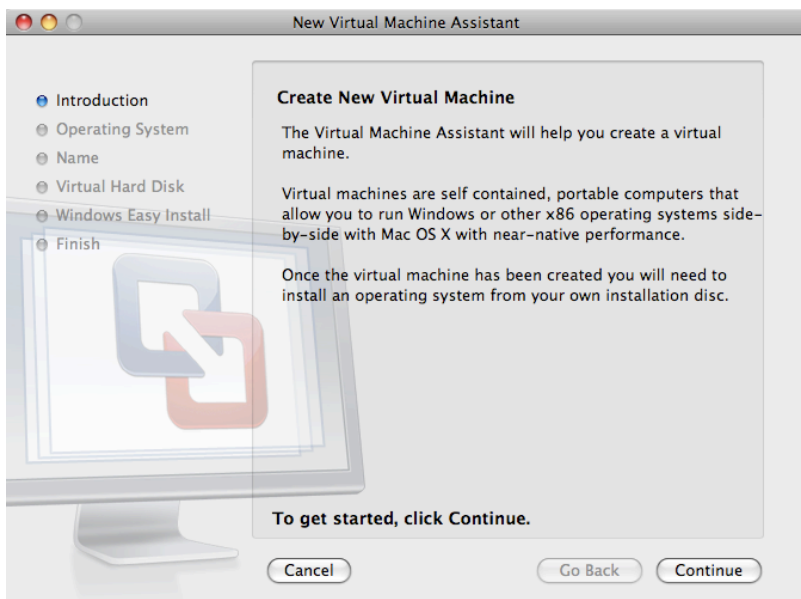 New Virtual Machine Assistant
Introduction
Operating System
Name
Virtual Hard Disk
Windows Easy Install
Finish
Create New Virtual Machine
The Virtual Machine Assistant will help you create a virtual
machine.
Virtual machines are self contained, portable computers that
allow you to run Windows or other x86 operating systems side-
by-side with Mac OS X with near-native performance.
Once the virtual machine has been created you will need to
install an operating system from your own installation disc.
To get started, click Continue.
Cancel
Go Back
Continue